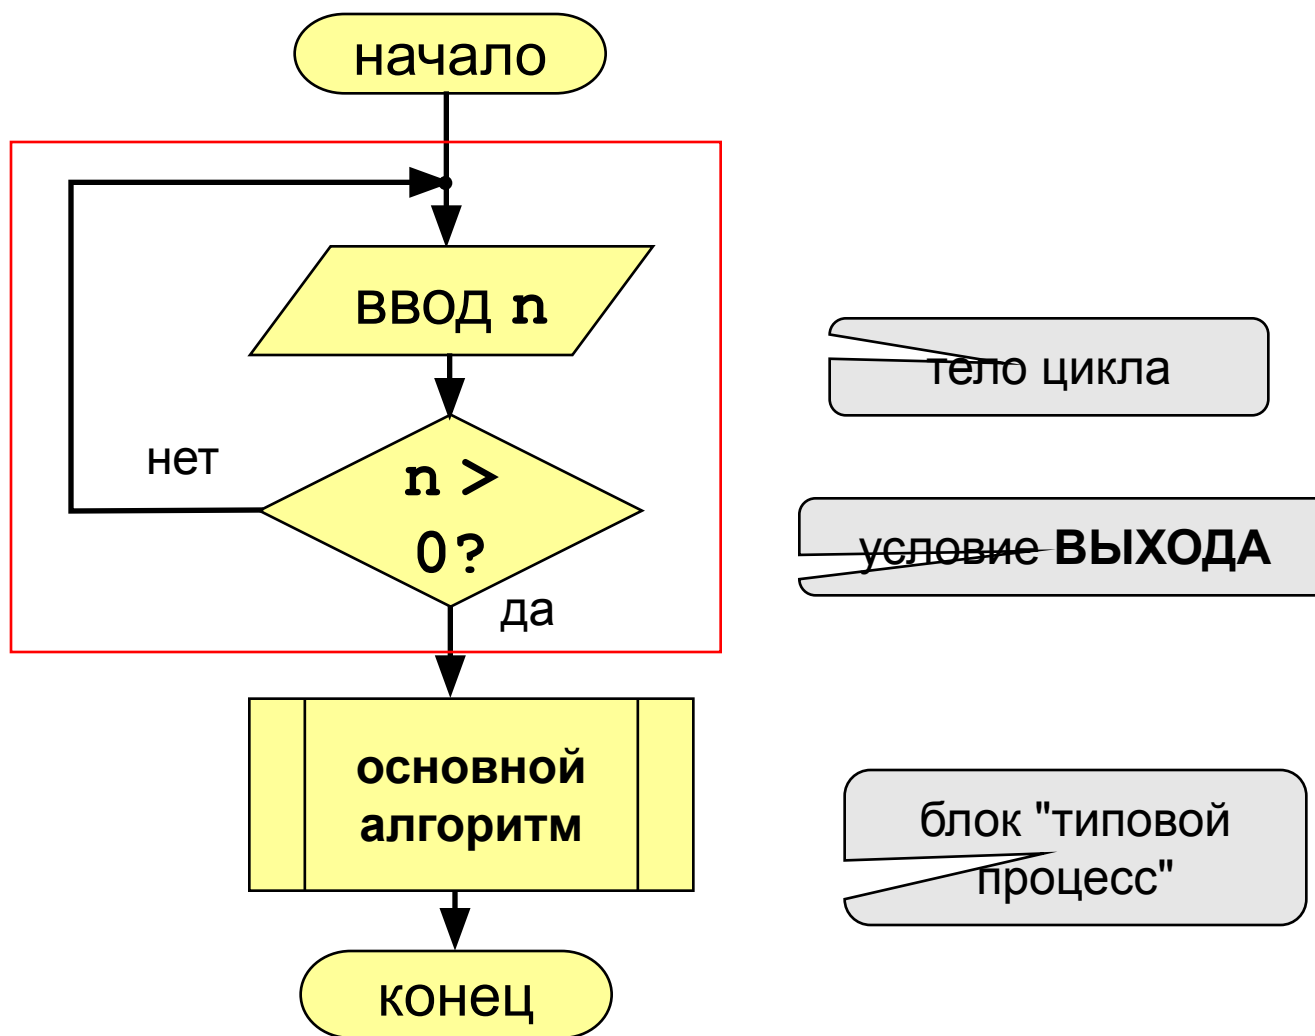 начало
ввод n
тело цикла
нет
n >
0?
условие ВЫХОДА
да
основной
алгоритм
блок "типовой
процесс"
конец